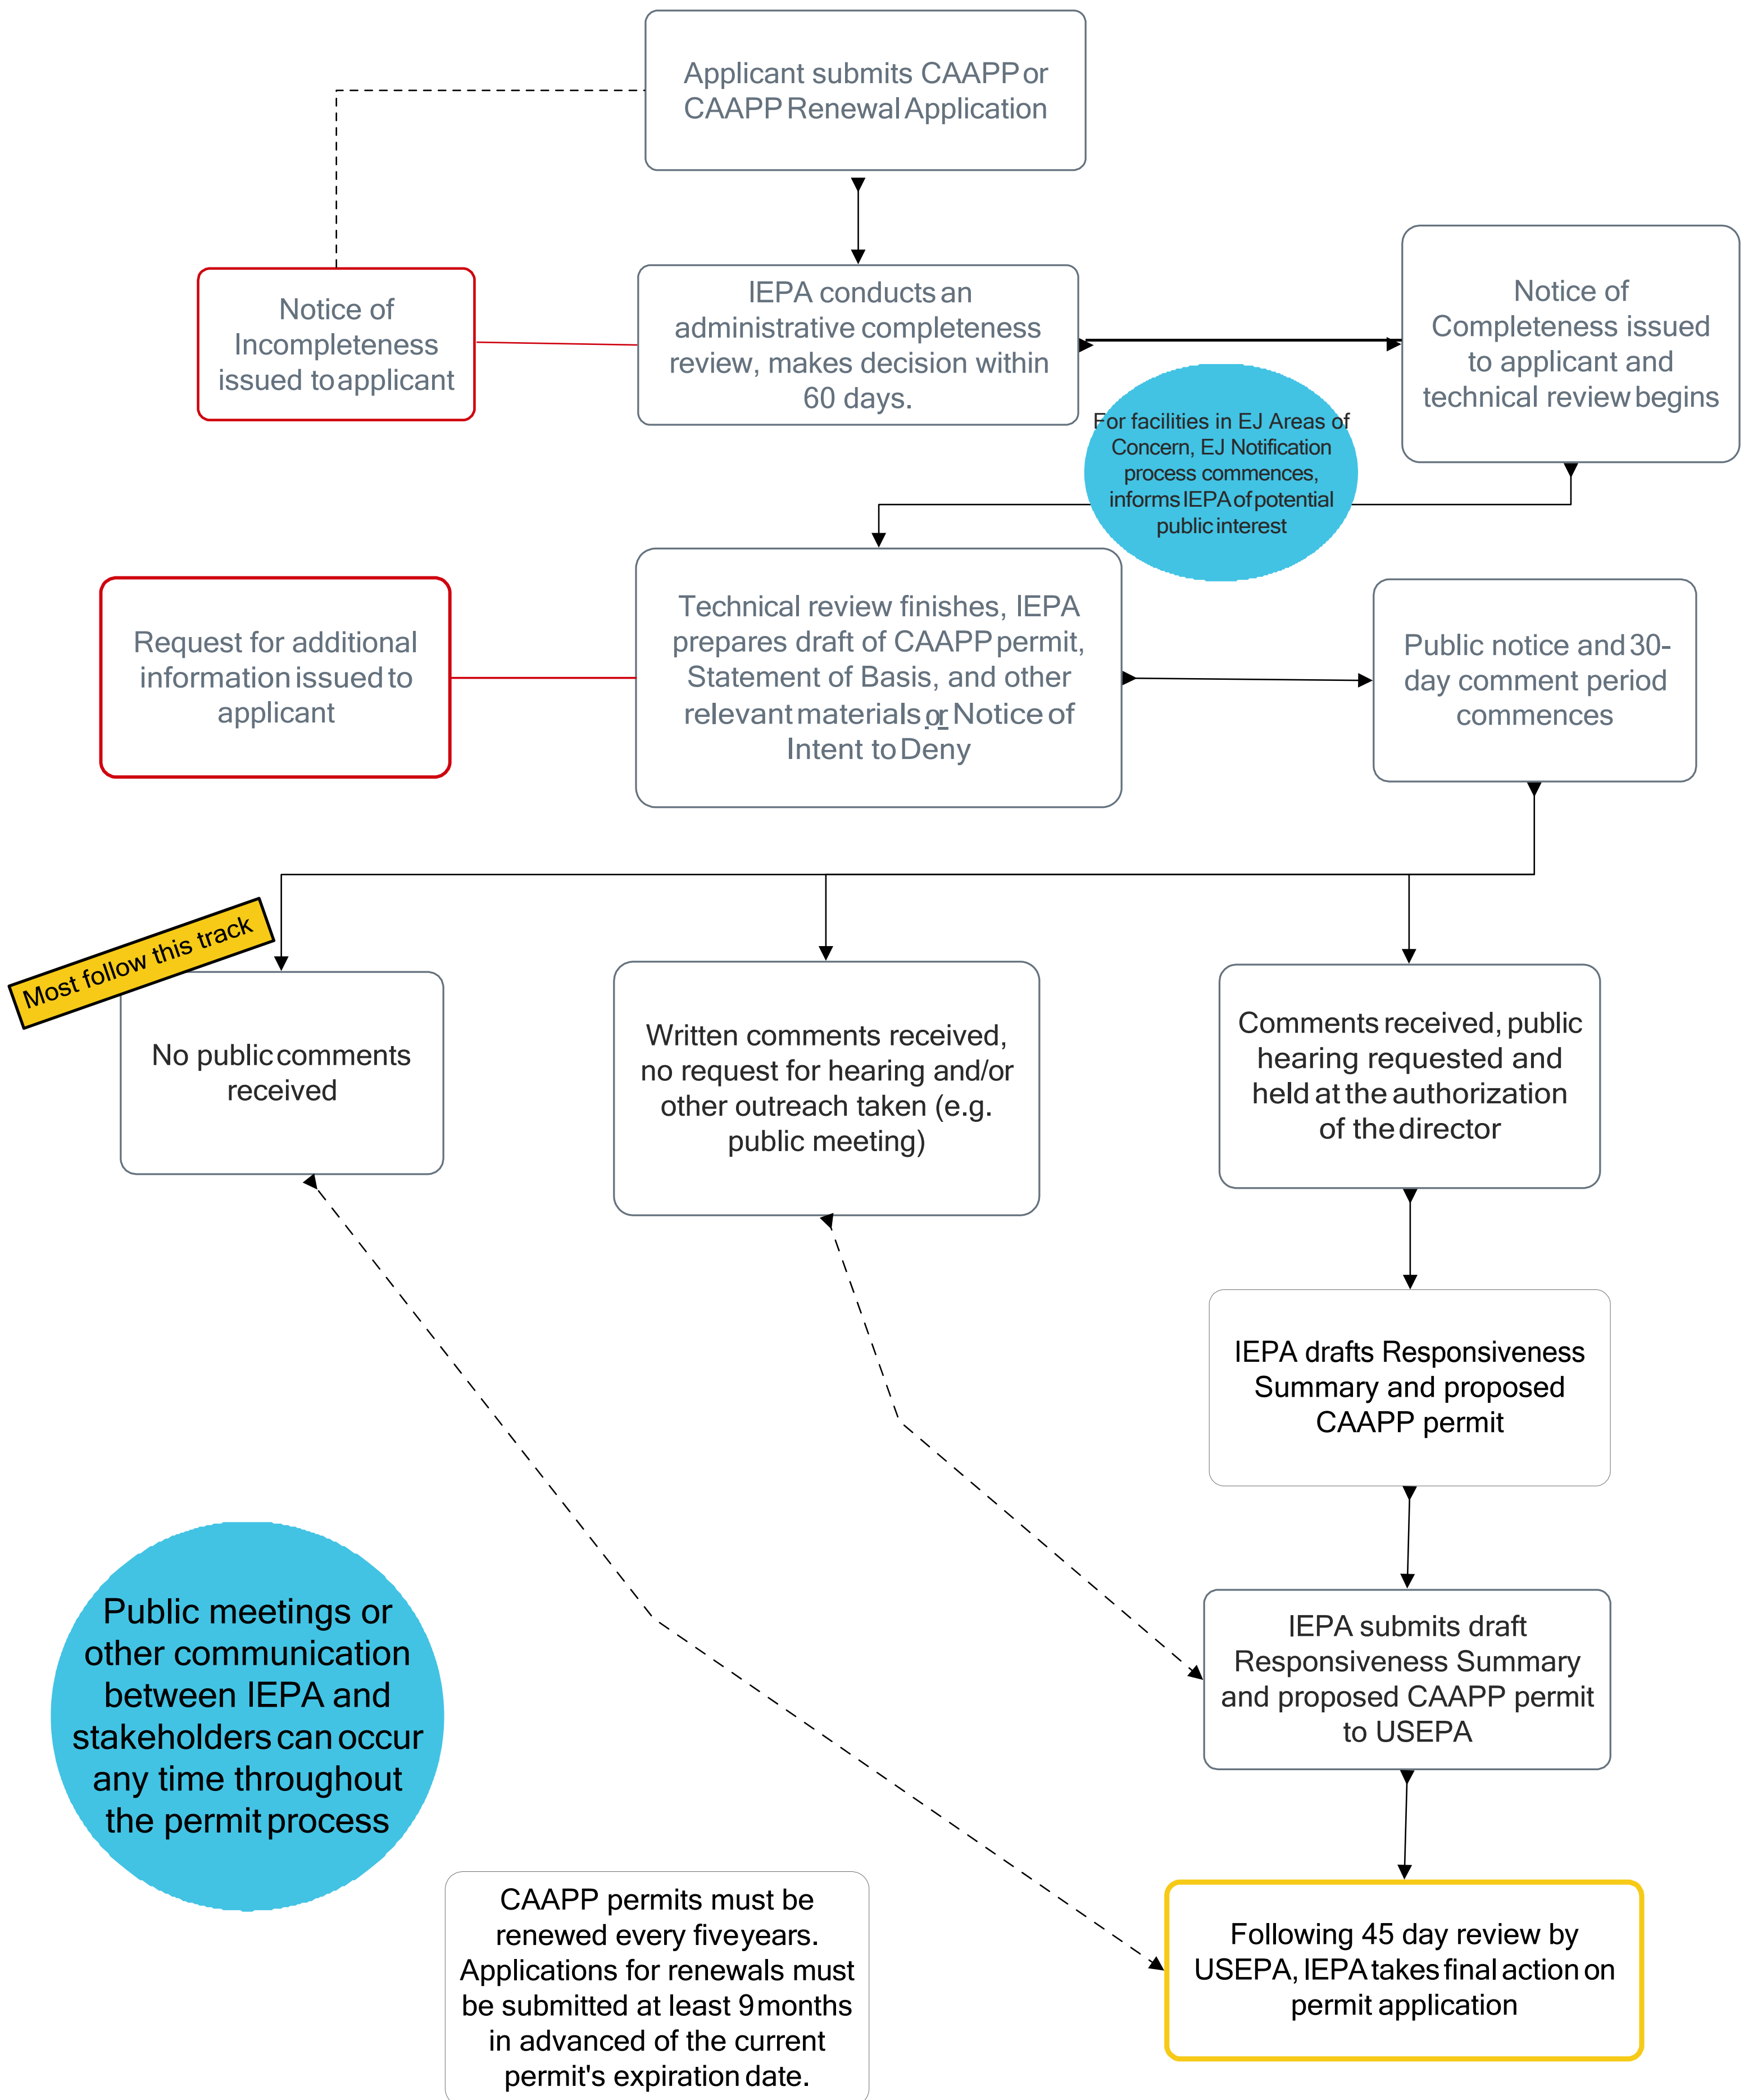 Applicant submits CAAPP or
CAAPP Renewal Application
Notice of
Incompleteness
issued to applicant
IEPA conducts an
administrative completeness
review, makes decision within
60 days.
Notice of
Completeness issued
to applicant and
technical review begins
For facilities in EJ Areas of
Concern, EJ Notification
process commences,
informs IEPA of potential
public interest
Request for additional
information issued to
applicant
Technical review finishes, IEPA
prepares draft of CAAPP permit,
Statement of Basis, and other
relevant materials or Notice of
Intent to Deny
Public notice and 30-
day comment period
commences
Most follow this track
No public comments
received
Written comments received,
no request for hearing and/or
other outreach taken (e.g.
public meeting)
Comments received, public
hearing requested and
held at the authorization
of the director
IEPA drafts Responsiveness
Summary and proposed
CAAPP permit
Public meetings or
other communication
between IEPA and
stakeholders can occur
any time throughout
the permit process
IEPA submits draft
Responsiveness Summary
and proposed CAAPP permit
to USEPA
CAAPP permits must be
renewed every five years.
Applications for renewals must
be submitted at least 9 months
in advanced of the current
permit's expiration date.
Following 45 day review by
USEPA, IEPA takes final action on
permit application